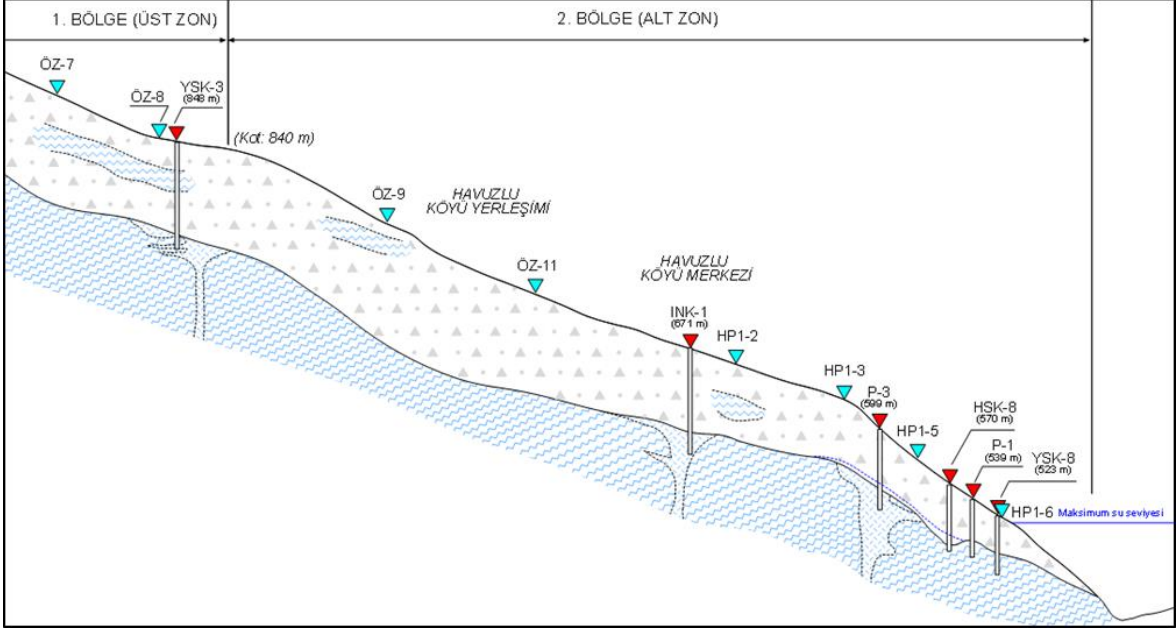 1. BÖLGE (ÜST ZON)
2. BÖLGE (ALT ZON)
ÖZ-7
ÖZ-8
YSK-3
(848 m)
(Kot: 840 m)
ÖZ-9
HAVUZLU
KÖYÜ YERLEŞİMİ
ÖZ-11
HAVUZLU
KÖYÜ MERKEZİ
INK-1
(671 m)
HP1-2
HP1-3
P-3
(599 m)
HP1-5
HSK-8
(570 m)
P-1
(539 m)
YSK-8
(523 m)
HP1-6
Maksimum su seviyesi